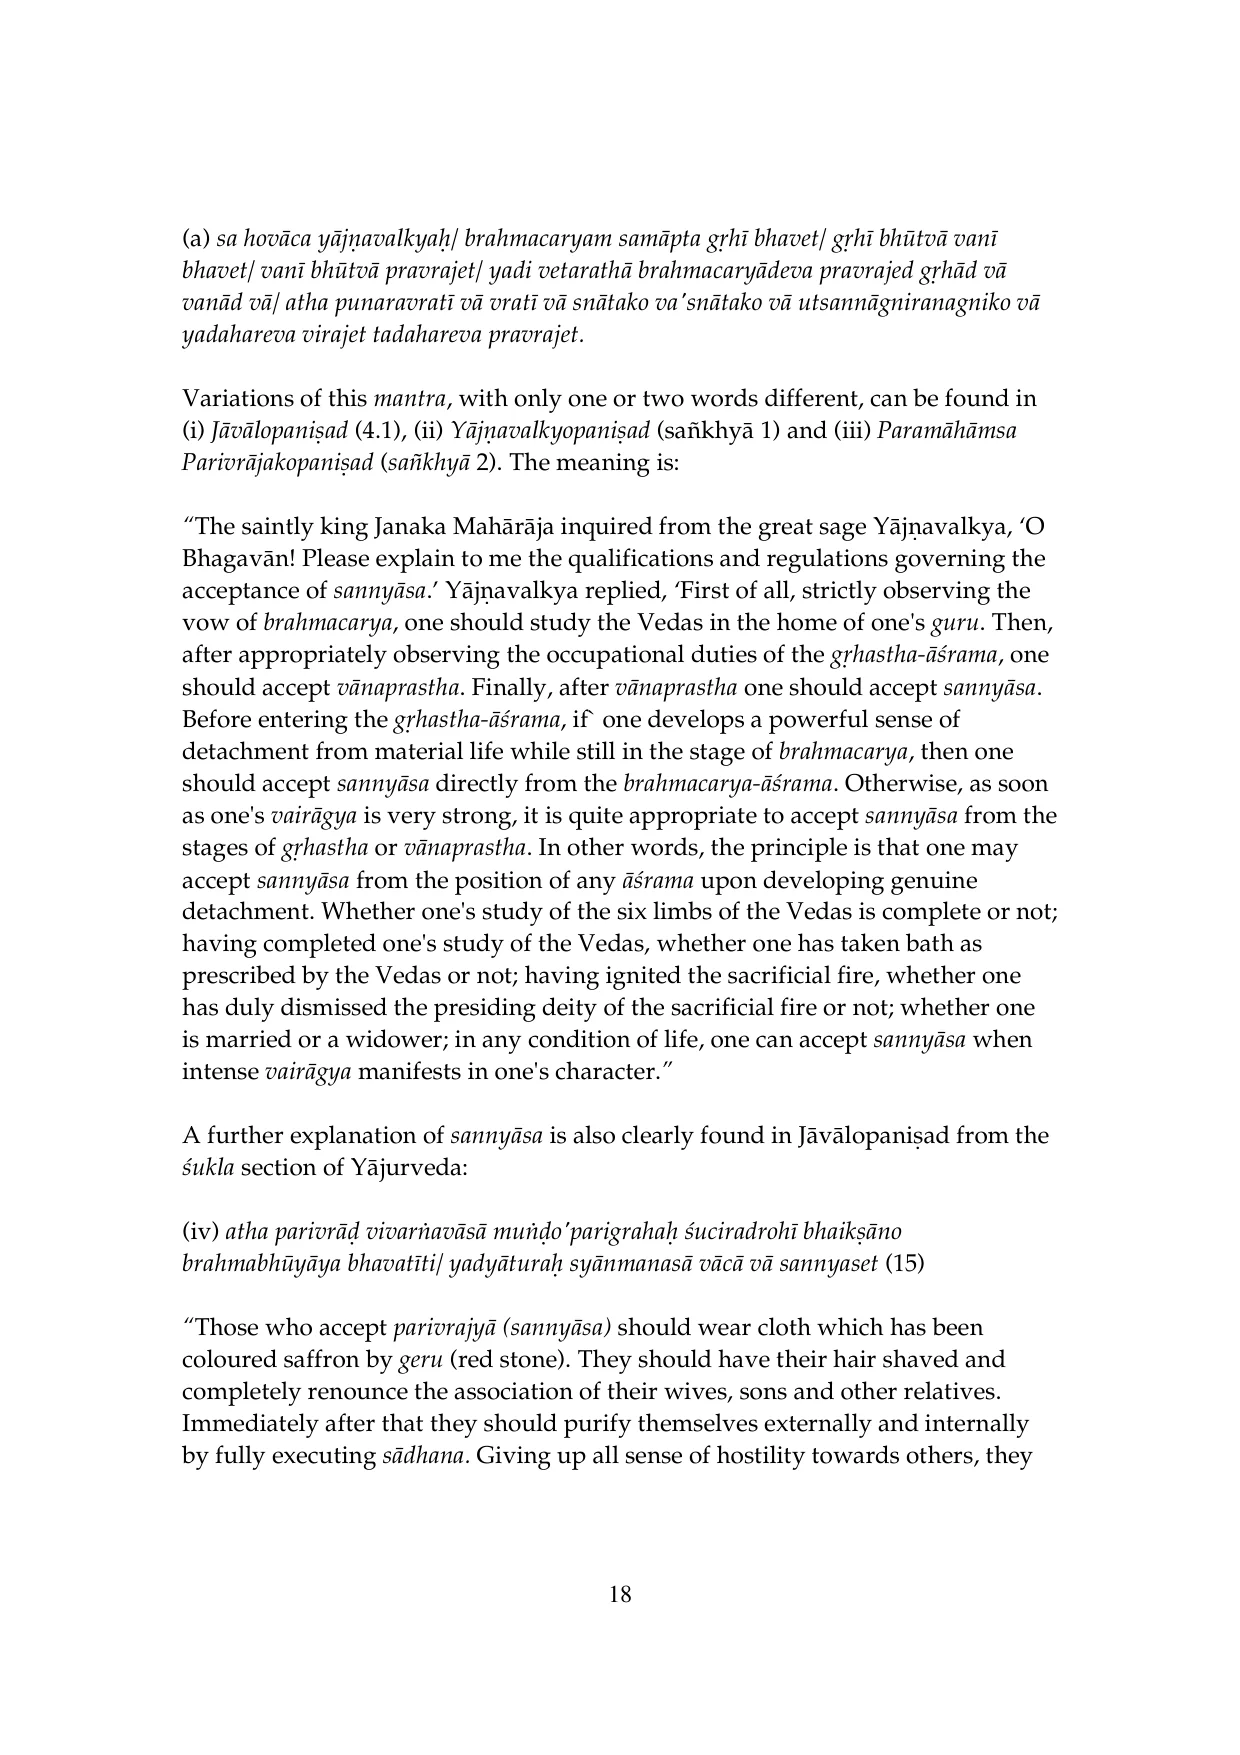 (a) sa hovāca yājṇavalkyaḥ/ brahmacaryam samāpta gṛhī bhavet/ gṛhī bhūtvā vanī
bhavet/ vanī bhūtvā pravrajet/ yadi vetarathā brahmacaryādeva pravrajed gṛhād vā
vanād vā/ atha punaravratī vā vratī vā snātako va'snātako vā utsannāgniranagniko vā
yadahareva virajet tadahareva pravrajet.
Variations of this mantra, with only one or two words different, can be found in
(i) Jāvālopaniṣad (4.1), (ii) Yājṇavalkyopaniṣad (sañkhyā 1) and (iii) Paramāhāmsa
Parivrājakopaniṣad (sañkhyā 2). The meaning is:
“The saintly king Janaka Mahārāja inquired from the great sage Yājṇavalkya, ‘O
Bhagavān! Please explain to me the qualifications and regulations governing the
acceptance of sannyāsa.’ Yājṇavalkya replied, ‘First of all, strictly observing the
vow of brahmacarya, one should study the Vedas in the home of one's guru. Then,
after appropriately observing the occupational duties of the gṛhastha-āśrama, one
should accept vānaprastha. Finally, after vānaprastha one should accept sannyāsa.
Before entering the gṛhastha-āśrama, if` one develops a powerful sense of
detachment from material life while still in the stage of brahmacarya, then one
should accept sannyāsa directly from the brahmacarya-āśrama. Otherwise, as soon
as one's vairāgya is very strong, it is quite appropriate to accept sannyāsa from the
stages of gṛhastha or vānaprastha. In other words, the principle is that one may
accept sannyāsa from the position of any āśrama upon developing genuine
detachment. Whether one's study of the six limbs of the Vedas is complete or not;
having completed one's study of the Vedas, whether one has taken bath as
prescribed by the Vedas or not; having ignited the sacrificial fire, whether one
has duly dismissed the presiding deity of the sacrificial fire or not; whether one
is married or a widower; in any condition of life, one can accept sannyāsa when
intense vairāgya manifests in one's character.”
A further explanation of sannyāsa is also clearly found in Jāvālopaniṣad from the
śukla section of Yājurveda:
(iv) atha parivrāḍ vivarṅavāsā muṅḍo'parigrahaḥ śuciradrohī bhaikṣāno
brahmabhūyāya bhavatīti/ yadyāturaḥ syānmanasā vācā vā sannyaset (15)
“Those who accept parivrajyā (sannyāsa) should wear cloth which has been
coloured saffron by geru (red stone). They should have their hair shaved and
completely renounce the association of their wives, sons and other relatives.
Immediately after that they should purify themselves externally and internally
by fully executing sādhana. Giving up all sense of hostility towards others, they
18